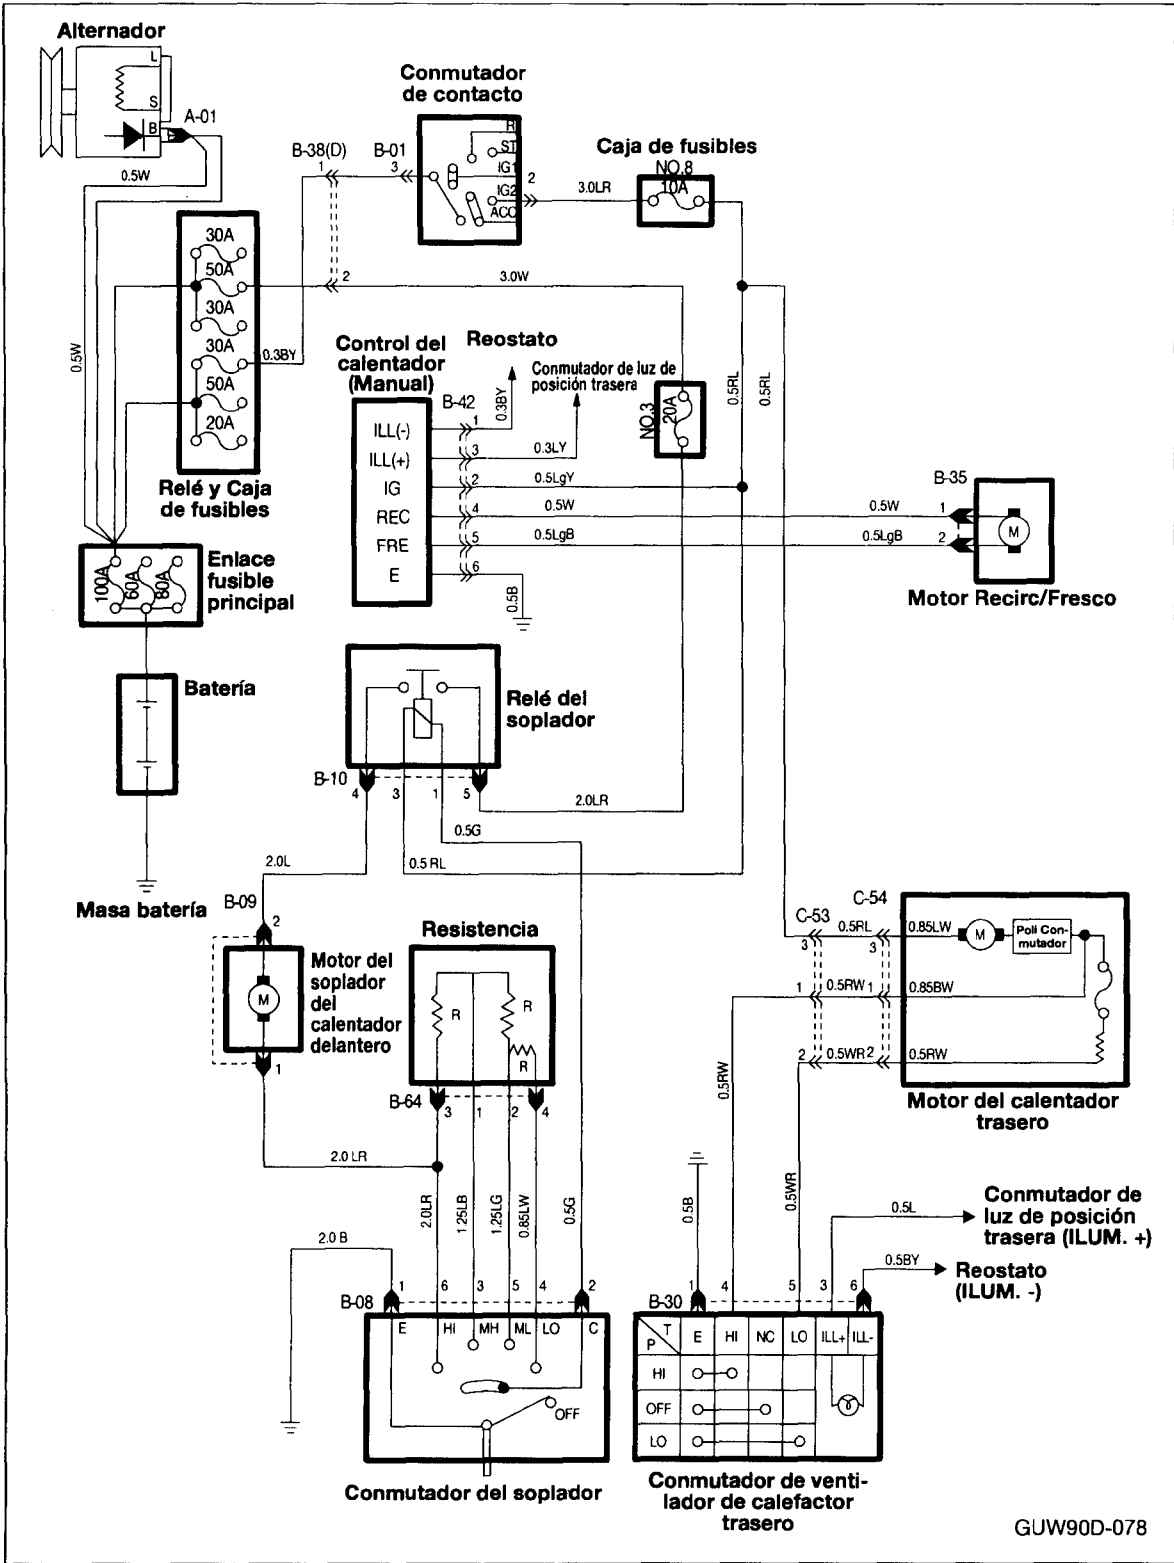 Alternador
L
S
B
A-01
0.5W
Conmutador
de contacto
B-38(D)
B-01
1
3
R
ST
IG1
IG2
ACC
2
3.0LR
Caja de fusibles
NO.8
10A
30A
50A
30A
30A
50A
20A
2
3.0W
0.3BY
0.5W
Relé y Caja
de fusibles
Control del
calentador
(Manual)
Reostato
Conmutador de luz de
posición trasera
B-42
0.3BY
NO.3
20A
0.5RL
0.5RL
ILL(-)
1
ILL(+)
3
0.3LY
IG
2
0.5LgY
REC
4
0.5W
0.5W
FRE
5
0.5LgB
0.5LgB
E
6
0.5B
B-35
1
2
M
Motor Recirc/Fresco
100A
60A
80A
Enlace
fusible
principal
Batería
Masa batería
Relé del
soplador
B-10
4
3
1
5
2.0LR
0.5G
0.5 RL
2.0L
B-09
2
M
1
Motor del
soplador
del
calentador
delantero
Resistencia
R
R
R
B-64
3
1
2
4
2.0 LR
2.0LR
1.25LB
1.25LG
0.85LW
0.5G
C-53
C-54
3
0.5RL
3
0.85LW
M
Poli Con-
mutador
1
0.5RW
1
0.85BW
2
0.5WR
2
0.5RW
Motor del calentador
trasero
0.5RW
0.5WR
0.5B
0.5L
Conmutador de
luz de posición
trasera (ILUM. +)
0.5BY
Reostato
(ILUM. -)
2.0 B
B-08
1
6
3
5
4
2
E
HI
MH
ML
LO
C
OFF
Conmutador del soplador
B-30
1
4
5
3
6
T
P
E
HI
NC
LO
ILL+
ILL-
HI
OFF
LO
Conmutador de venti-
lador de calefactor
trasero
GUW90D-078